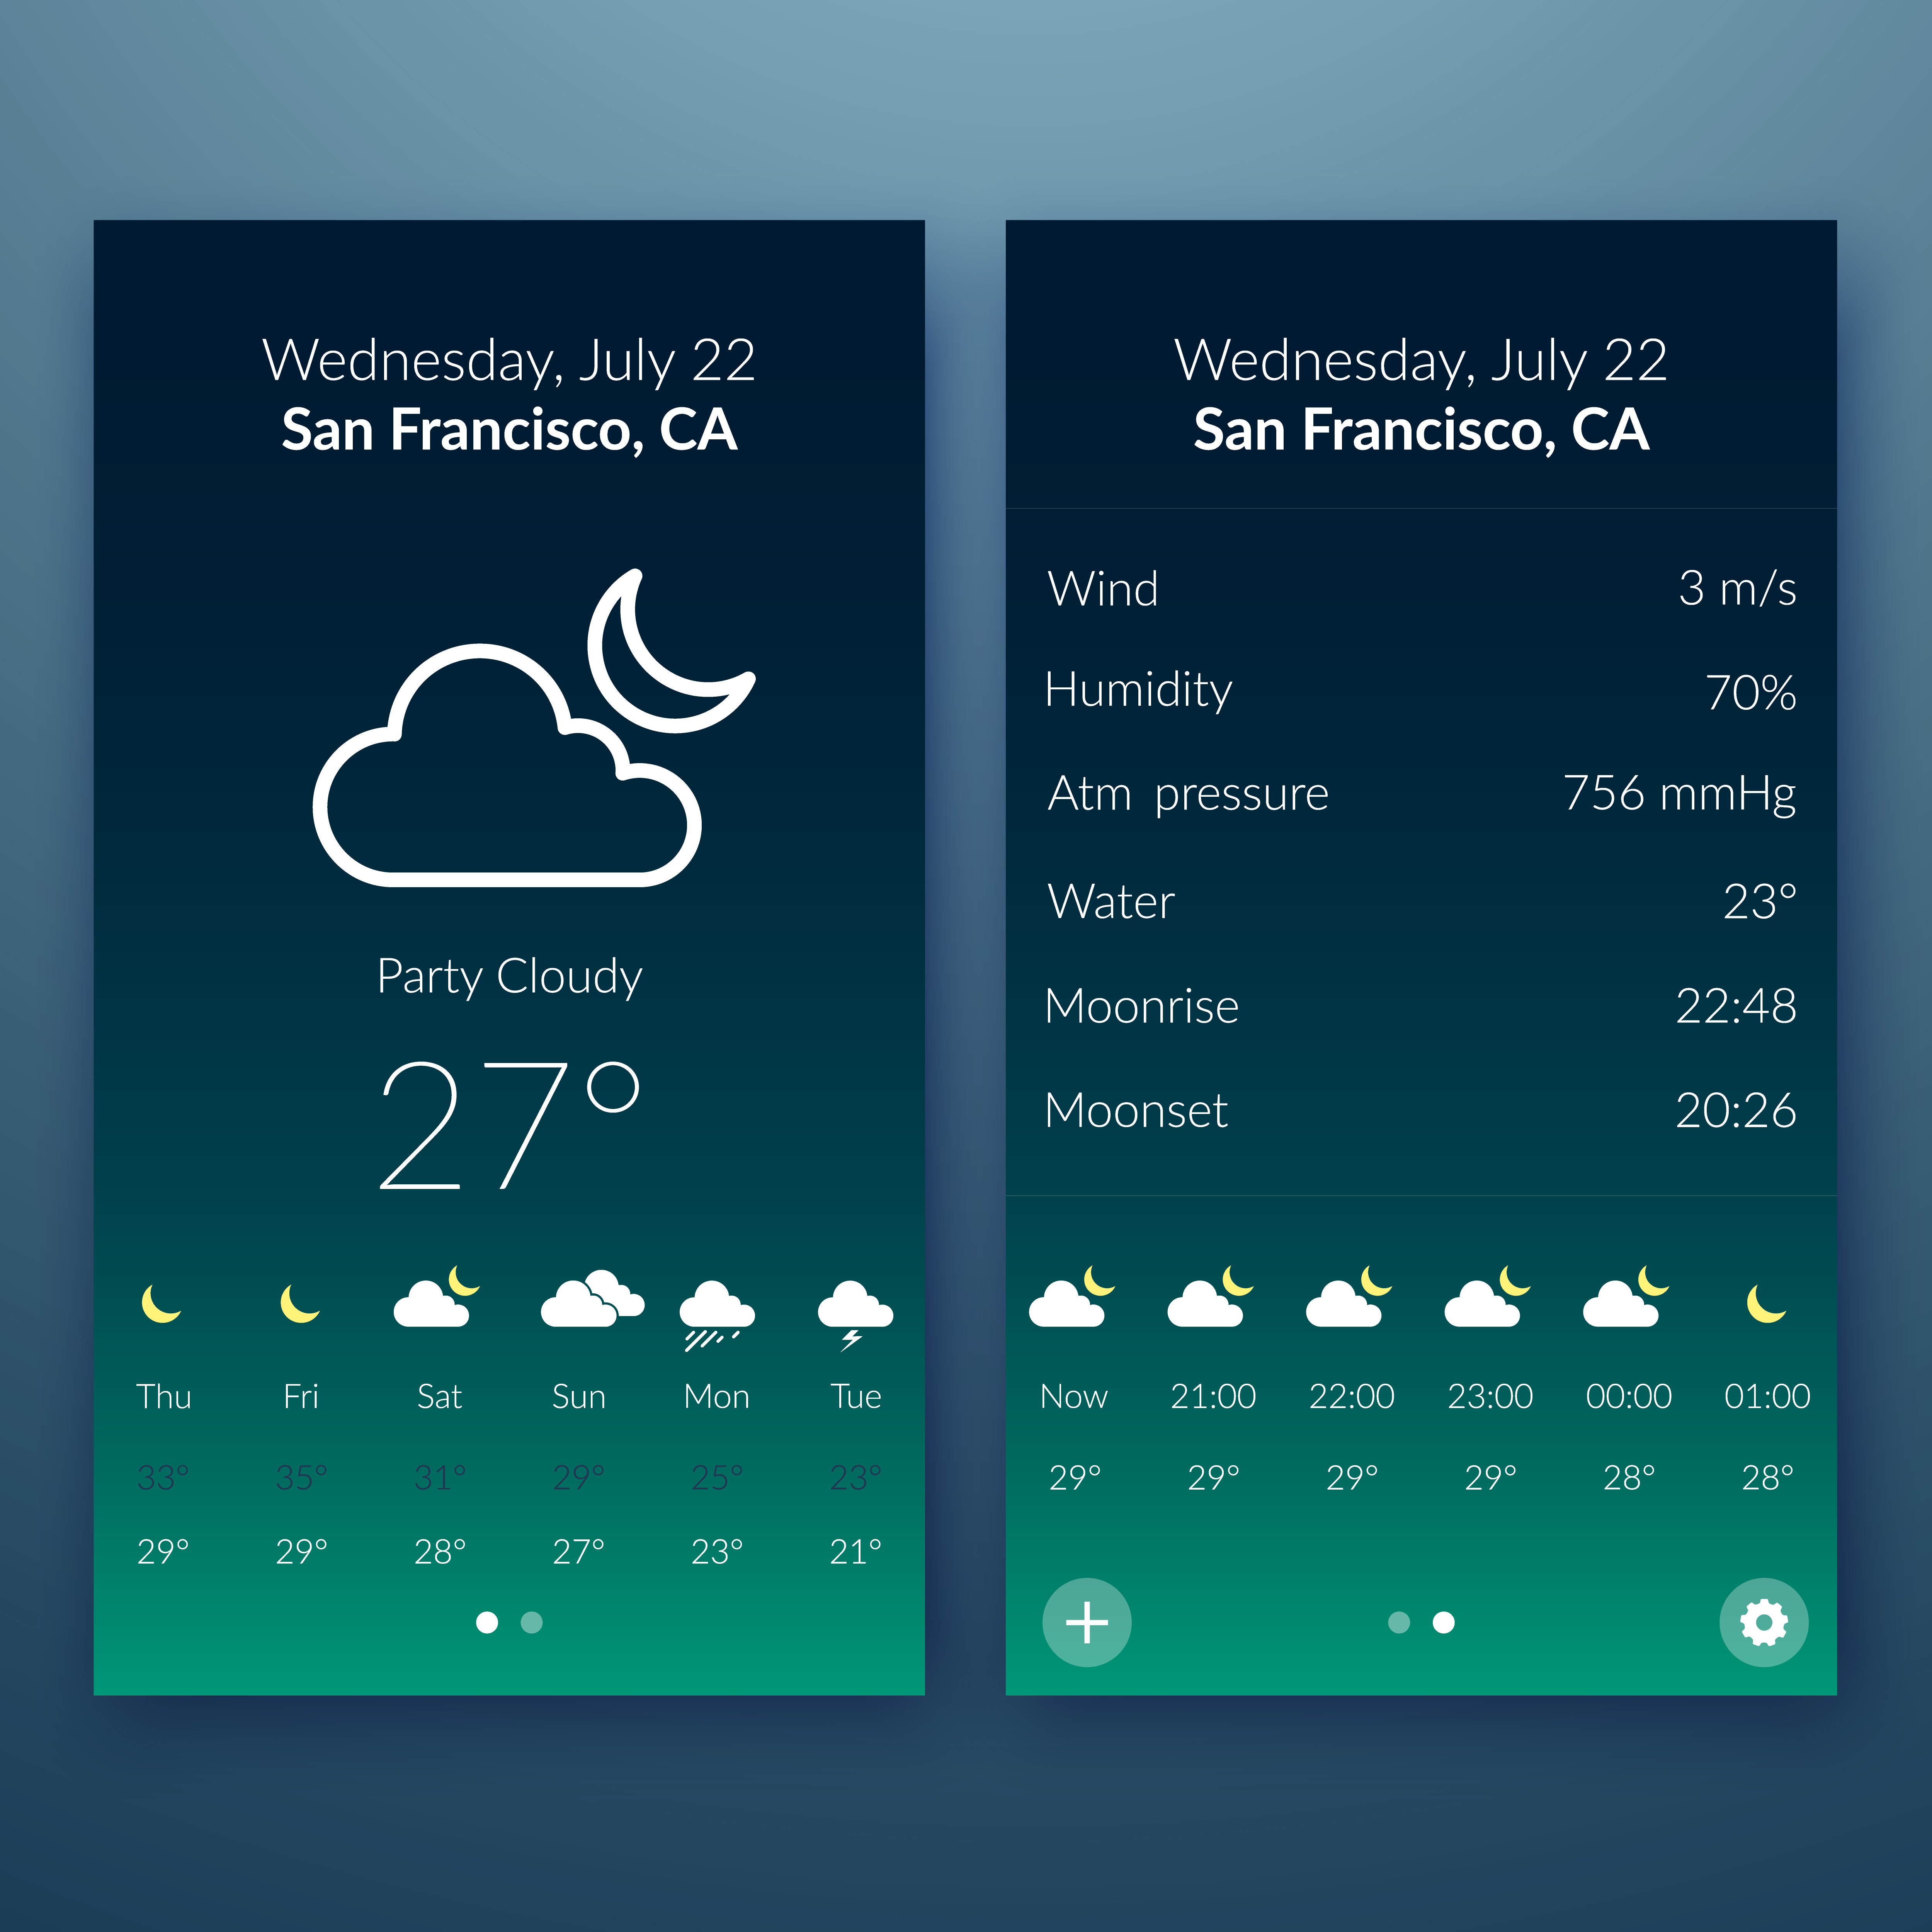 Wednesday, July 22
San Francisco, CA
Party Cloudy
27°
Thu Fri Sat Sun Mon Tue
33° 35° 31° 29° 25° 23°
29° 29° 28° 27° 23° 21°
Wednesday, July 22
San Francisco, CA
Wind 3 m/s
Humidity 70%
Atm pressure 756 mmHg
Water 23°
Moonrise 22:48
Moonset 20:26
Now 21:00 22:00 23:00 00:00 01:00
29° 29° 29° 29° 28° 28°